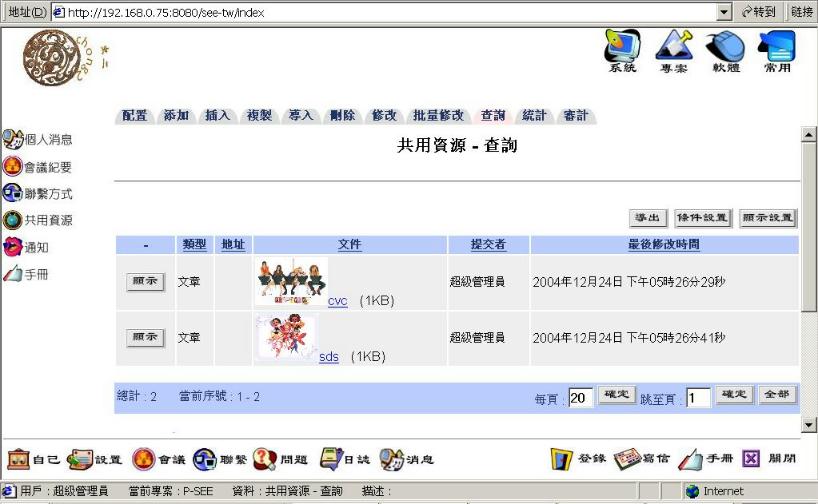 地址(D) http://192.168.0.75:8080/see-tw/index 转到 链接
系統 專案 軟體 常用
配置 添加 插入 複製 導入 刪除 修改 批量修改 查詢 統計 審計
共用資源 - 查詢
個人消息
會議紀要
聯繫方式
共用資源
通知
手冊
導出 條件設置 顯示設置
- 類型 地址 文件 提交者 最後修改時間
顯示 文章 cvc (1KB) 超級管理員 2004年12月24日 下午05時26分29秒
顯示 文章 sds (1KB) 超級管理員 2004年12月24日 下午05時26分41秒
總計 : 2 當前序號 : 1 - 2 每頁 : 20 確定 跳至頁 : 1 確定 全部
自己 設置 會議 聯繫 問題 日誌 消息 登錄 寫信 手冊 關閉
用戶 : 超級管理員 當前專案 : P-SEE 資料 : 共用資源 - 查詢 描述 : Internet